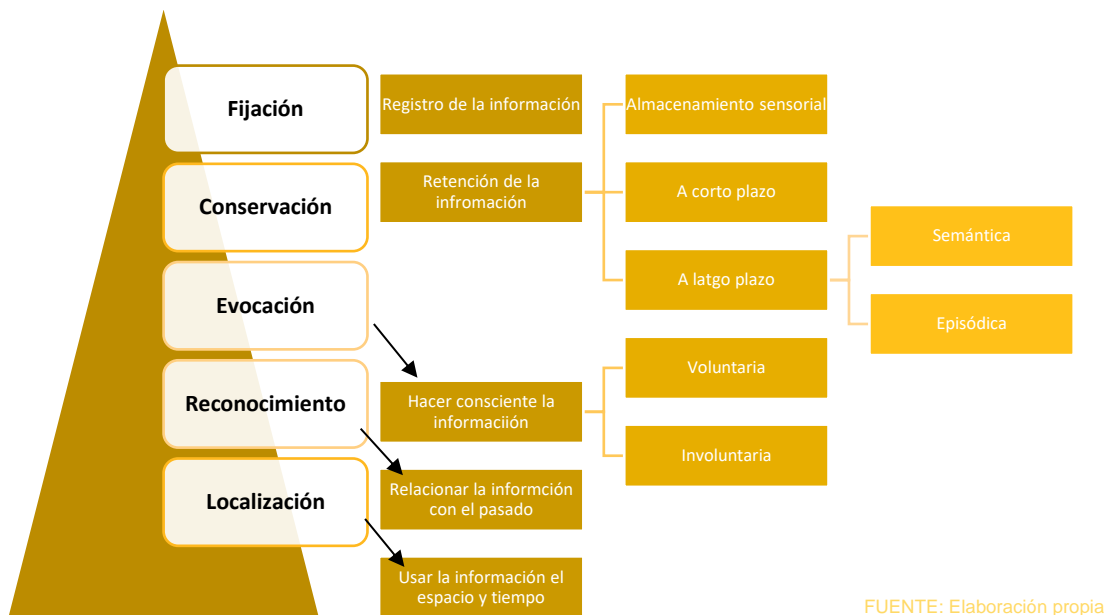 Fijación
Registro de la información
Almacenamiento sensorial
Conservación
Retención de la
infromación
A corto plazo
A latgo plazo
Semántica
Episódica
Evocación
Hacer consciente la
informaciión
Voluntaria
Involuntaria
Reconocimiento
Relacionar la informción
con el pasado
Localización
Usar la información el
espacio y tiempo
FUENTE: Elaboración propia